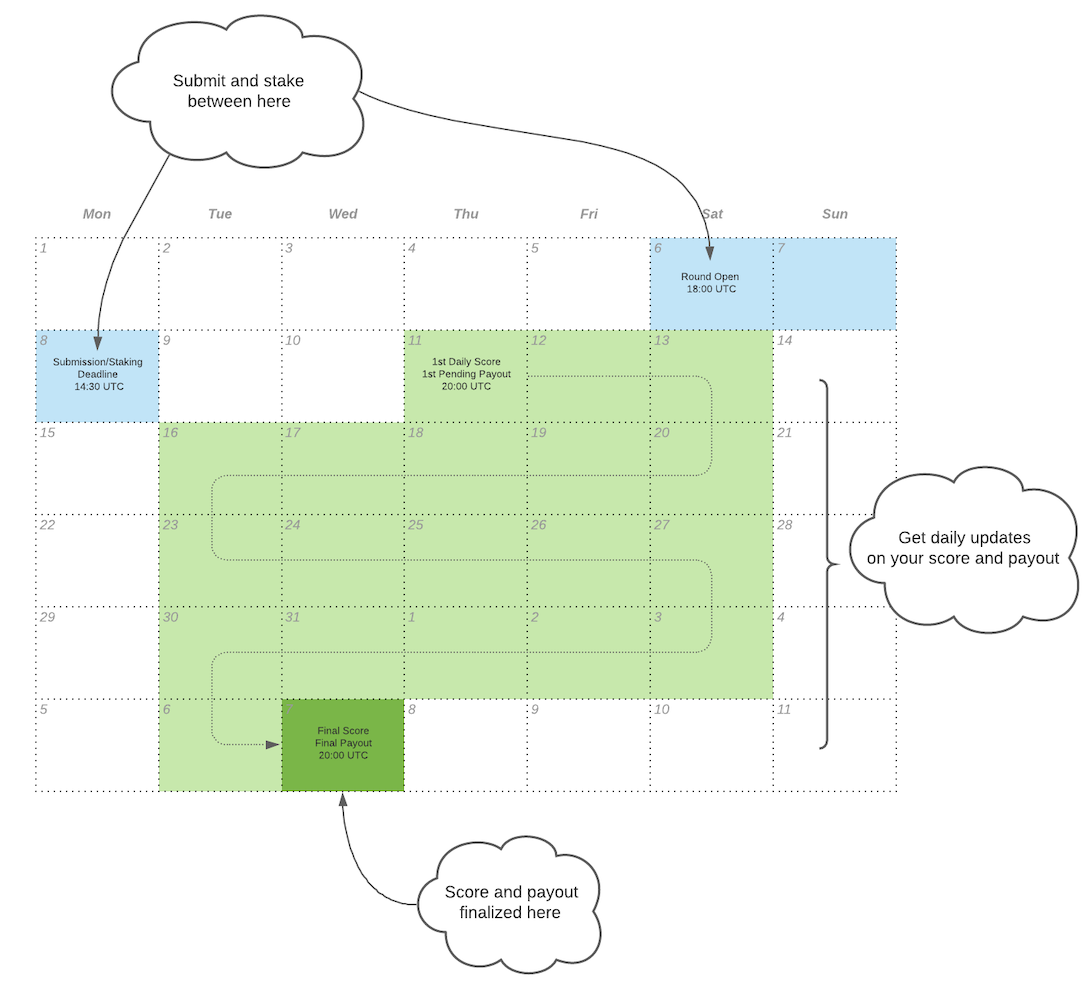 Submit and stake
between here
Mon Tue Wed Thu Fri Sat Sun
1 2 3 4 5 6 7
Round Open
18:00 UTC
8 9 10 11 12 13 14
Submission/Staking
Deadline
14:30 UTC
1st Daily Score
1st Pending Payout
20:00 UTC
15 16 17 18 19 20 21
22 23 24 25 26 27 28
Get daily updates
on your score and payout
29 30 31 1 2 3 4
5 6 8 9 10 11
Final Score
Final Payout
20:00 UTC
Score and payout
finalized here